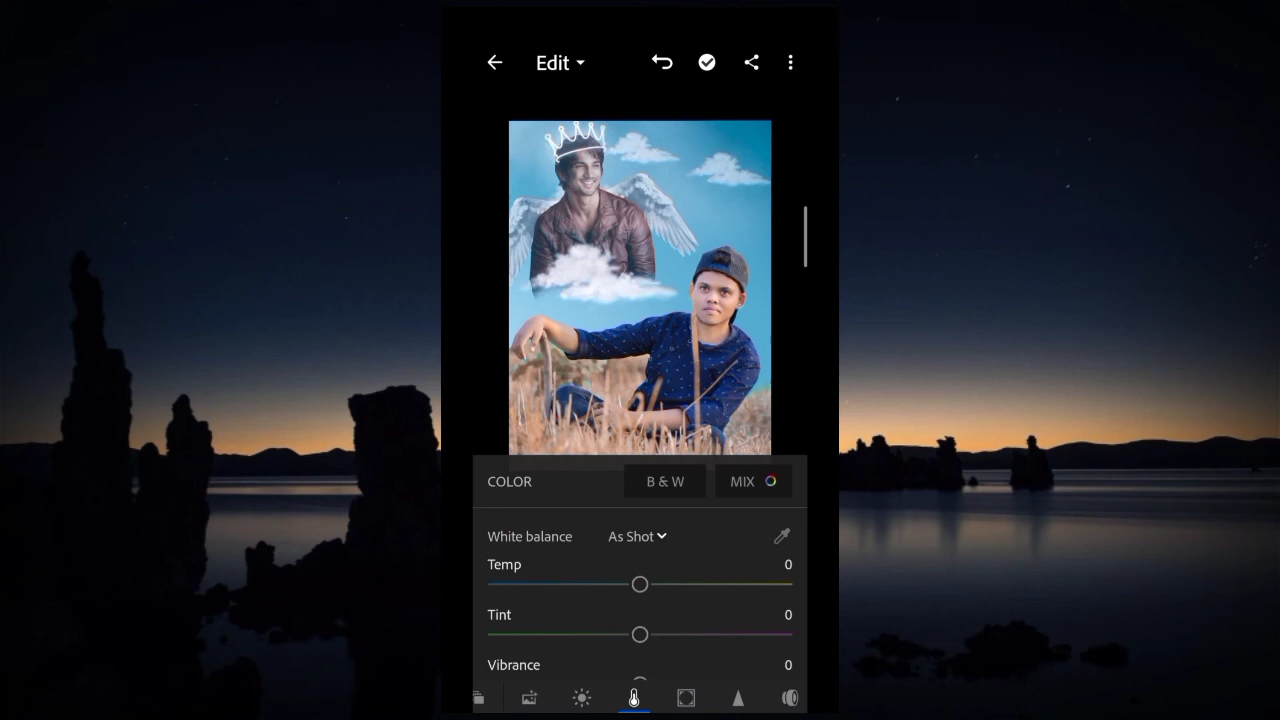 Edit
COLOR
B & W
MIX
White balance
As Shot
Temp
0
Tint
0
Vibrance
0